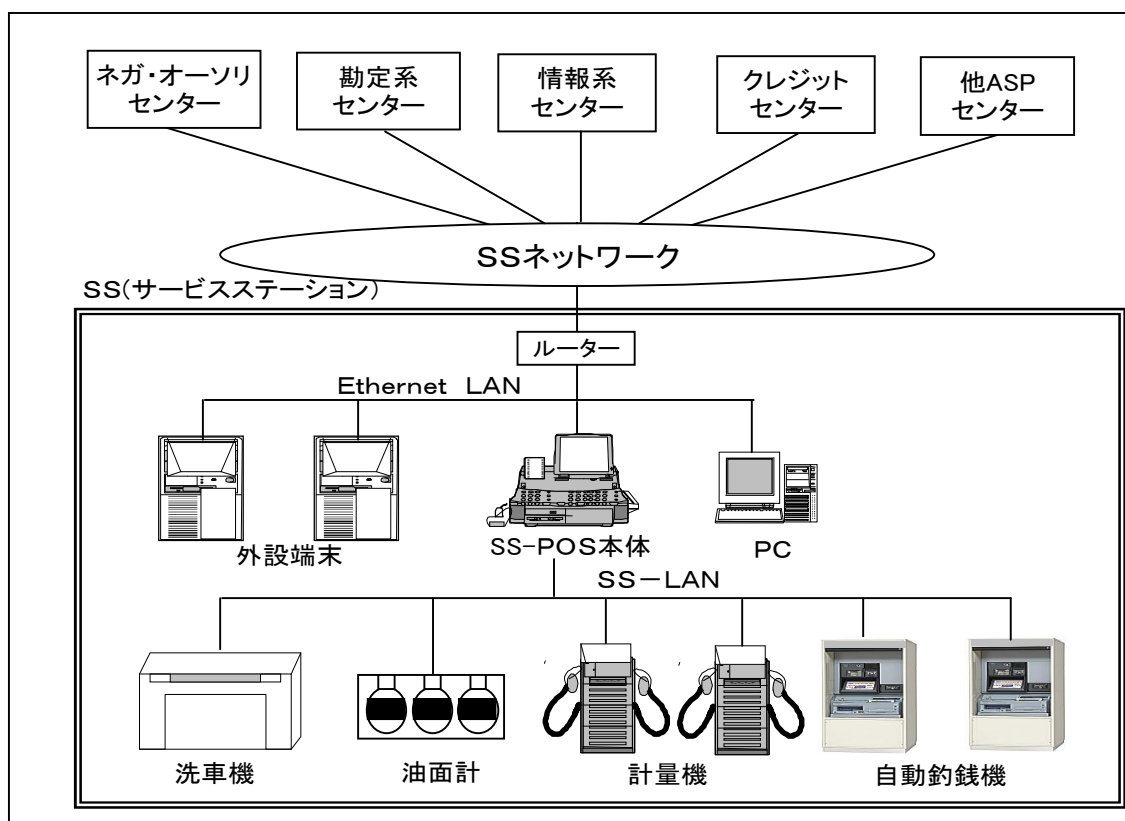 ネガ・オーソリ
センター
勘定系
センター
情報系
センター
クレジット
センター
他ASP
センター
SSネットワーク
SS(サービスステーション)
ルーター
Ethernet LAN
外設端末
SS-POS本体
PC
SS－LAN
洗車機
油面計
計量機
自動釣銭機